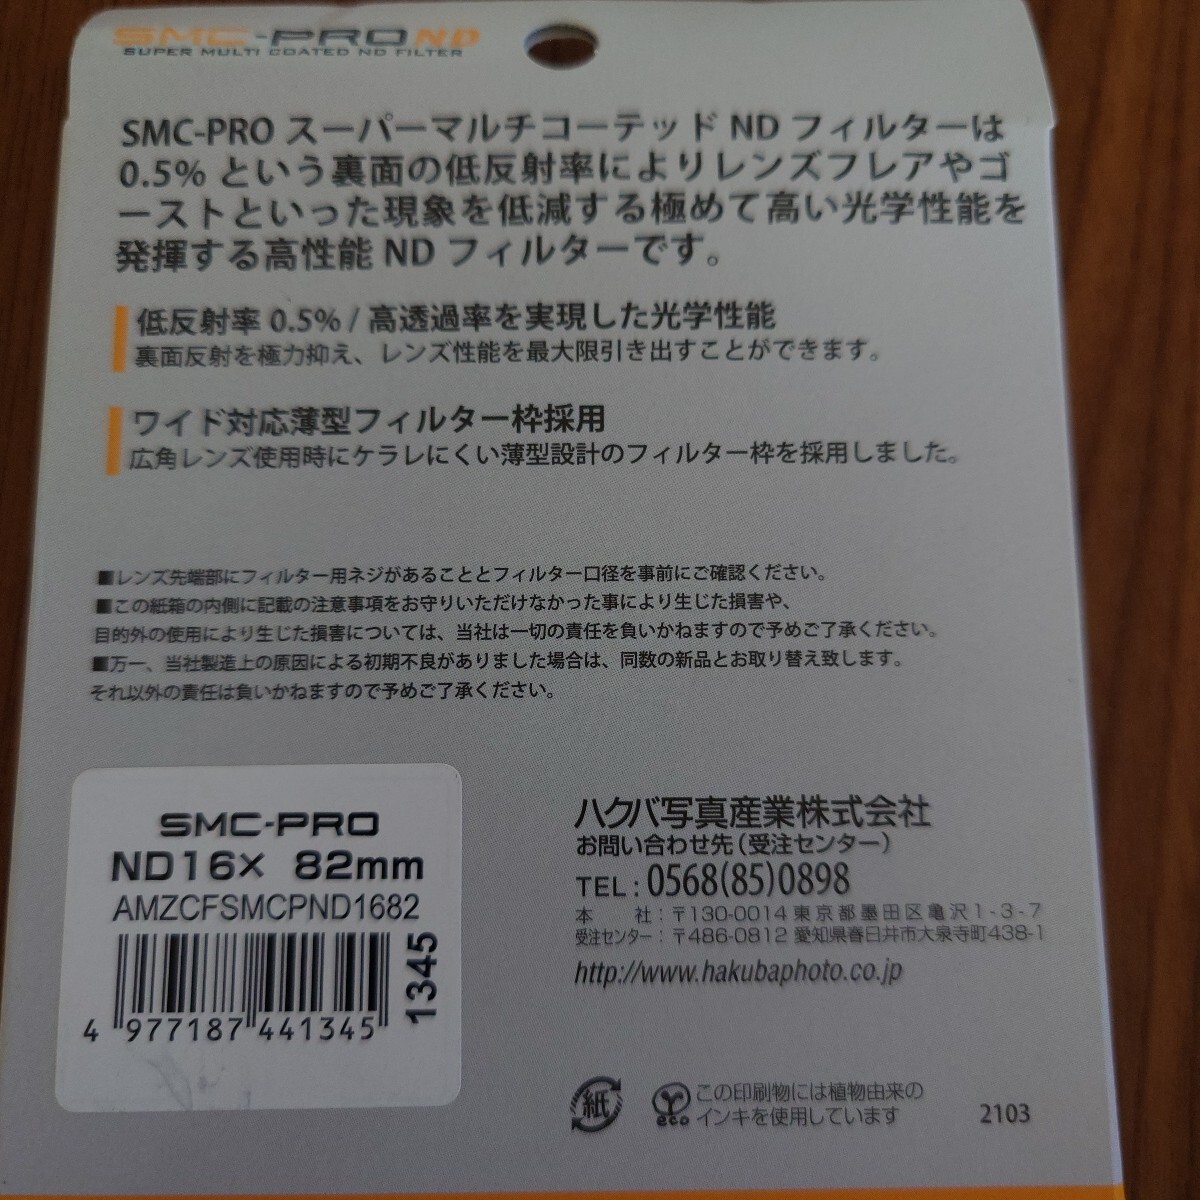 SMC-PRO ND
SUPER MULTI COATED ND FILTER
SMC-PRO スーパーマルチコーテッド ND フィルターは
0.5% という裏面の低反射率によりレンズフレアやゴ
ーストといった現象を低減する極めて高い光学性能を
発揮する高性能 ND フィルターです。
低反射率 0.5% / 高透過率を実現した光学性能
裏面反射を極力抑え、レンズ性能を最大限引き出すことができます。
ワイド対応薄型フィルター枠採用
広角レンズ使用時にケラレにくい薄型設計のフィルター枠を採用しました。
■レンズ先端部にフィルター用ネジがあることとフィルター口径を事前にご確認ください。
■この紙箱の内側に記載の注意事項をお守りいただけなかった事により生じた損害や、
目的外の使用により生じた損害については、当社は一切の責任を負いかねますので予めご了承ください。
■万一、当社製造上の原因による初期不良がありました場合は、同数の新品とお取り替え致します。
それ以外の責任は負いかねますので予めご了承ください。
SMC-PRO
ND16× 82mm
AMZCFSMCPND1682
1345
4 977187 441345
ハクバ写真産業株式会社
お問い合わせ先(受注センター)
TEL : 0568(85)0898
本 社 : 〒130-0014 東京都墨田区亀沢1-3-7
受注センター : 〒486-0812 愛知県春日井市大泉寺町438-1
http://www.hakubaphoto.co.jp
紙
eco
この印刷物には植物由来の
インキを使用しています
2103